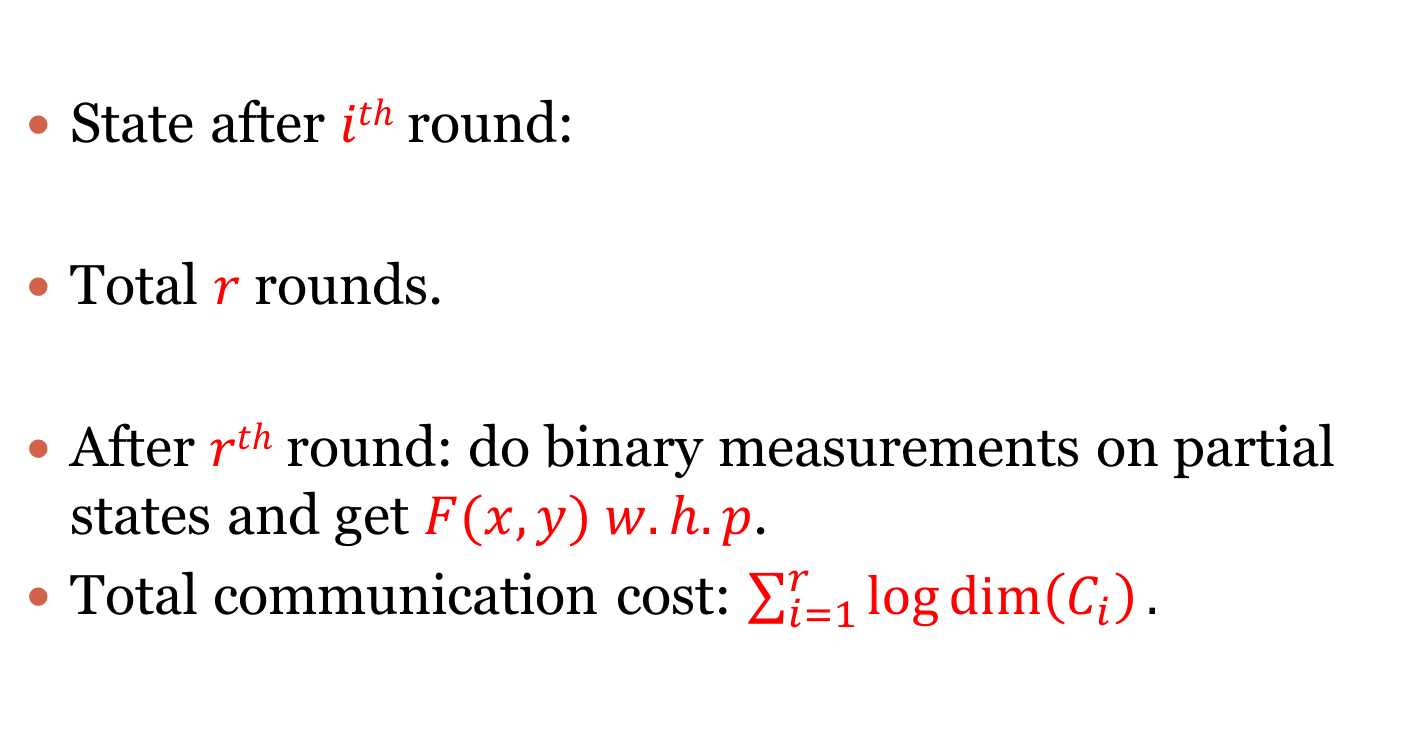 • State after $i^{th}$ round:
• Total $r$ rounds.
• After $r^{th}$ round: do binary measurements on partial
states and get $F(x, y)\ w.h.p$.
• Total communication cost: $\sum_{i=1}^{r} \log \dim(C_i)$ .